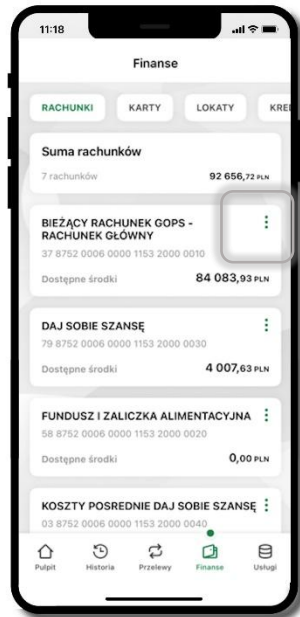 11:18
Finanse
RACHUNKI KARTY LOKATY KRE
Suma rachunków
7 rachunków 92 656,72 PLN
BIEŻĄCY RACHUNEK GOPS -
RACHUNEK GŁÓWNY
37 8752 0006 0000 1153 2000 0010
Dostępne środki 84 083,93 PLN
DAJ SOBIE SZANSĘ
79 8752 0006 0000 1153 2000 0030
Dostępne środki 4 007,63 PLN
FUNDUSZ I ZALICZKA ALIMENTACYJNA
58 8752 0006 0000 1153 2000 0020
Dostępne środki 0,00 PLN
KOSZTY POSREDNIE DAJ SOBIE SZANSĘ
03 8752 0006 0000 1153 2000 0040
Pulpit Historia Przelewy Finanse Usługi